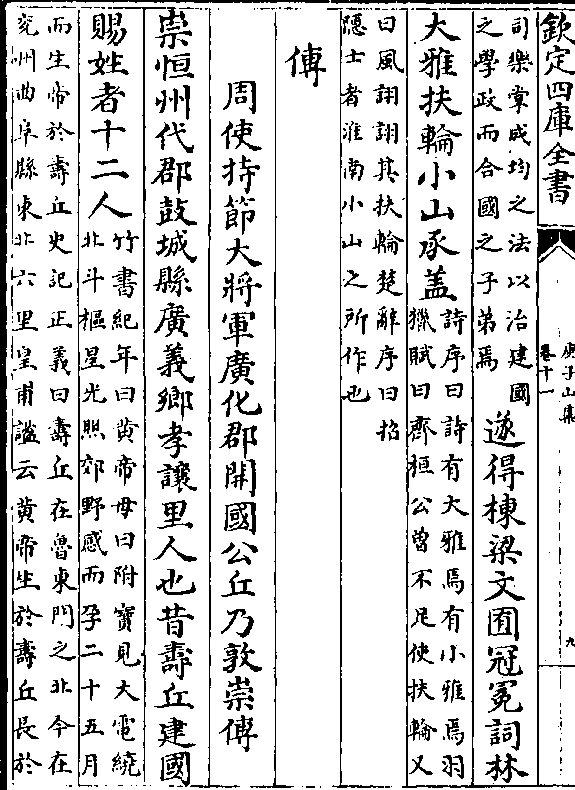 欽定四庫全書
庾子山集
卷十一
九
司樂掌成均之法以治建國
之學政而合國之子弟焉
遂得棟梁文囿冠冕詞林
大雅扶輪小山承蓋
詩序曰詩有大雅焉有小雅焉羽
獵賦曰齊桓公曽不足使扶輪又
曰風詡詡其扶輪楚辭序曰招
隠士者淮南小山之所作也
傳
周使持節大將軍廣化郡開國公丘乃敦崇傳
崇恒州代郡鼓城縣廣義鄉孝讓里人也昔壽丘建國
賜姓者十二人
竹書紀年曰黄帝母曰附寶見大電繞
北斗樞星光照郊野感而孕二十五月
而生帝於壽丘史記正義曰壽丘在魯東門之北今在
兖州曲阜縣東北六里皇甫謐云黄帝生於壽丘長於